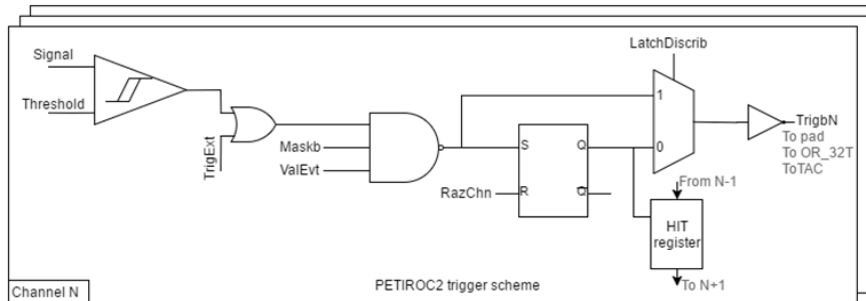 LatchDiscrib
Signal
Threshold
TrigExt
Maskb
ValEvt
RazChn
S
Q
R
Q
1
0
TrigbN
To pad
To OR_32T
ToTAC
From N-1
HIT
register
To N+1
PETIROC2 trigger scheme
Channel N